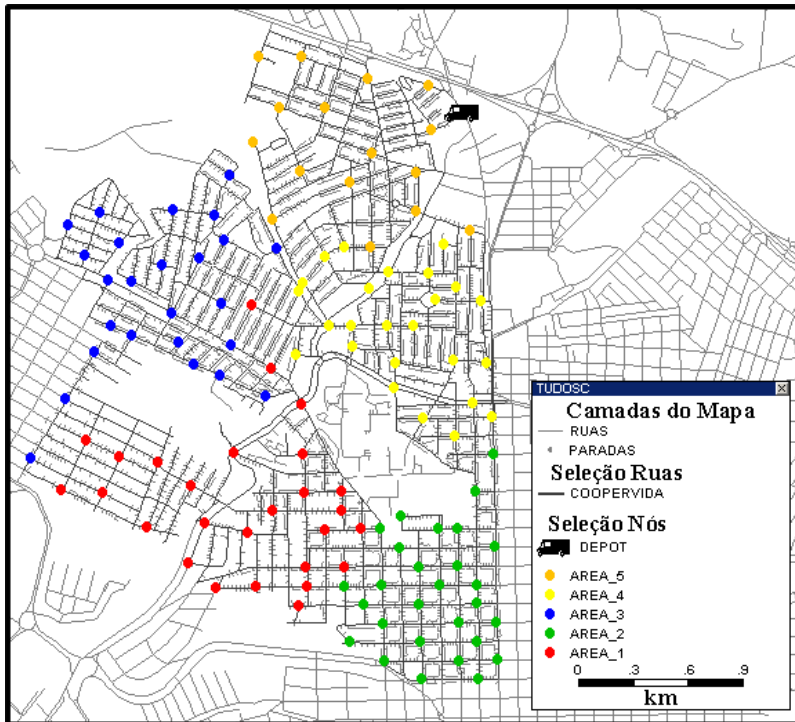 TUDOSC
Camadas do Mapa
RUAS
PARADAS
Seleção Ruas
COOPERVIDA
Seleção Nós
DEPOT
AREA_5
AREA_4
AREA_3
AREA_2
AREA_1
0 .3 .6 .9
km